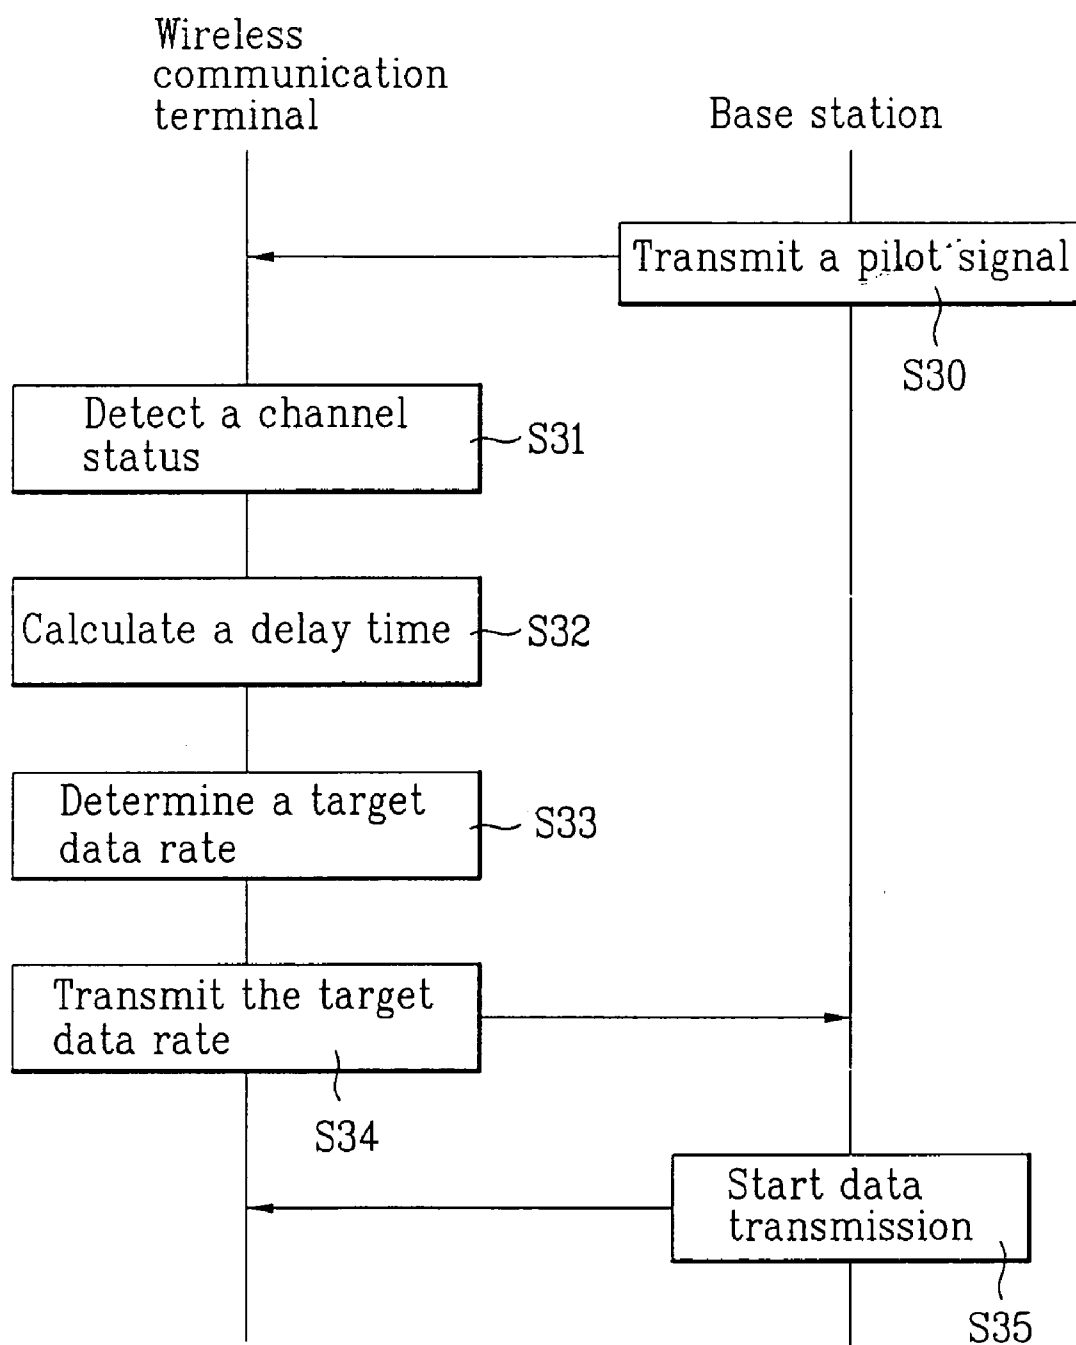 Wireless
communication
terminal
Base station
Transmit a pilot signal
S30
Detect a channel
status
S31
Calculate a delay time
S32
Determine a target
data rate
S33
Transmit the target
data rate
S34
Start data
transmission
S35